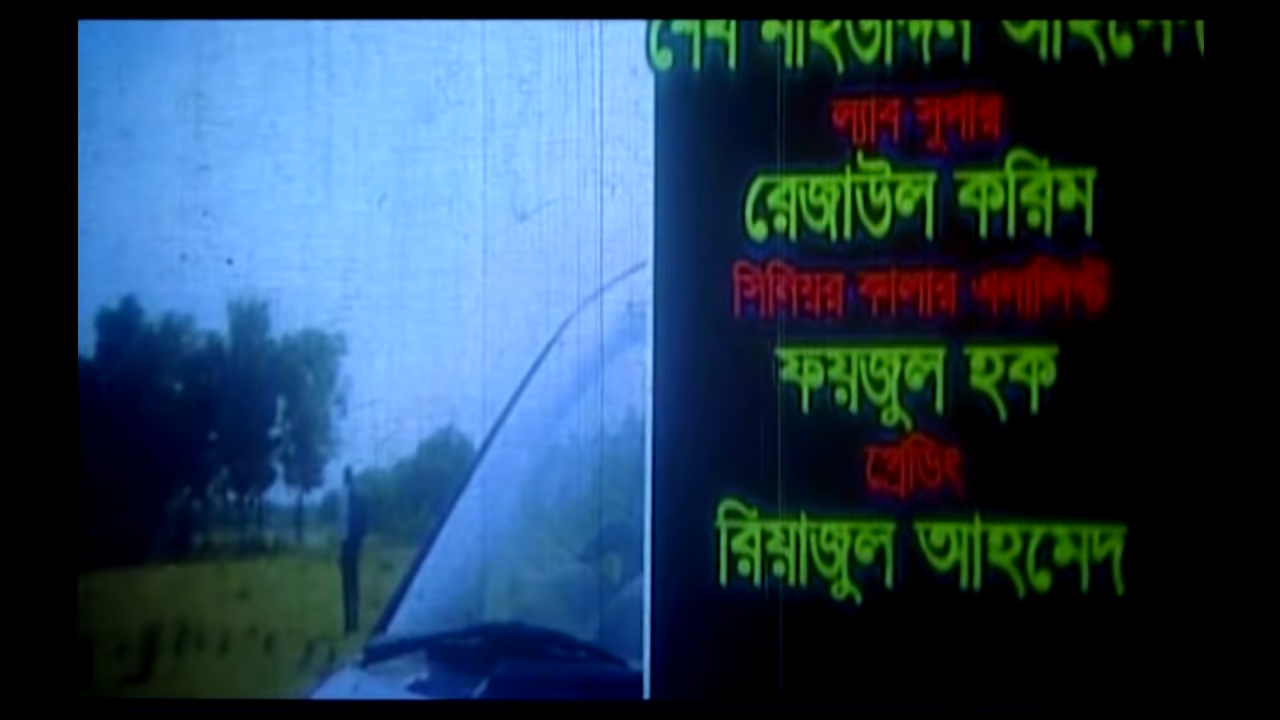 ল্যাব সুপার
রেজাউল করিম
সিনিয়র কালার এনালিস্ট
ফয়জুল হক
গ্রেডিং
রিয়াজুল আহমেদ